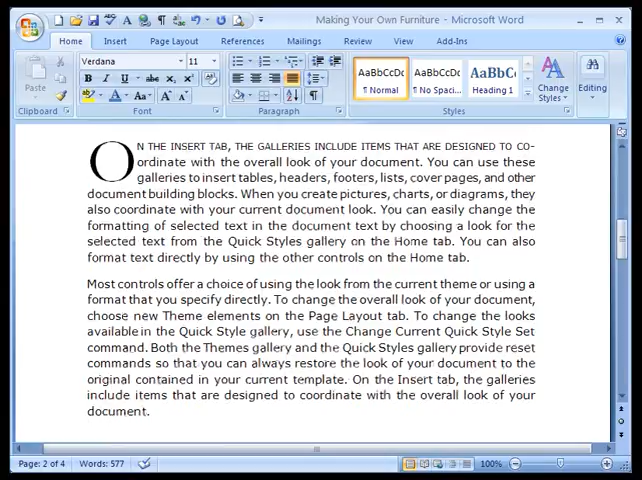 Making Your Own Furniture - Microsoft Word
Home Insert Page Layout References Mailings Review View Add-Ins
Verdana 11
AaBbCcDc AaBbCcDc AaBbCc
Paste
B I U abc x₂ x² Aa
¶ Normal ¶ No Spaci... Heading 1
Change Styles Editing
Clipboard Font Paragraph Styles
ON THE INSERT TAB, THE GALLERIES INCLUDE ITEMS THAT ARE DESIGNED TO CO-
ordinate with the overall look of your document. You can use these
galleries to insert tables, headers, footers, lists, cover pages, and other
document building blocks. When you create pictures, charts, or diagrams, they
also coordinate with your current document look. You can easily change the
formatting of selected text in the document text by choosing a look for the
selected text from the Quick Styles gallery on the Home tab. You can also
format text directly by using the other controls on the Home tab.
Most controls offer a choice of using the look from the current theme or using a
format that you specify directly. To change the overall look of your document,
choose new Theme elements on the Page Layout tab. To change the looks
available in the Quick Style gallery, use the Change Current Quick Style Set
command. Both the Themes gallery and the Quick Styles gallery provide reset
commands so that you can always restore the look of your document to the
original contained in your current template. On the Insert tab, the galleries
include items that are designed to coordinate with the overall look of your
document.
Page: 2 of 4 Words: 577 100%